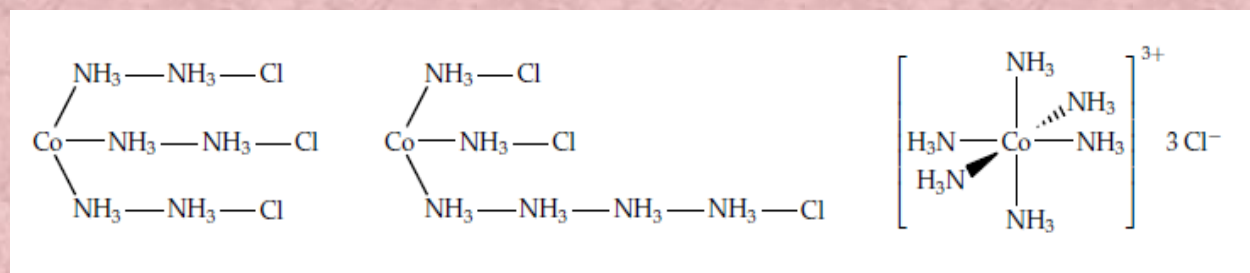 NH₃—NH₃—Cl
Co—NH₃—NH₃—Cl
NH₃—NH₃—Cl
NH₃—Cl
Co—NH₃—Cl
NH₃—NH₃—NH₃—NH₃—Cl
NH₃
NH₃
H₃N—Co—NH₃
H₃N
NH₃
3+
3 Cl⁻